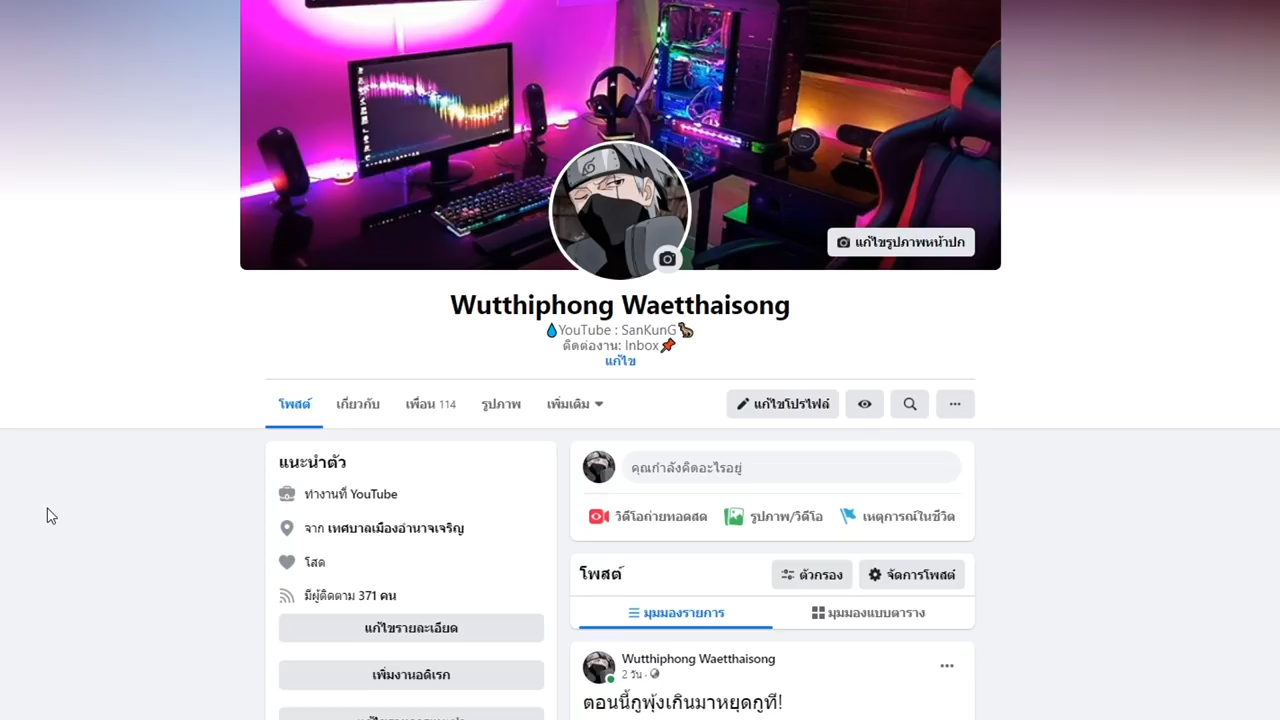 แก้ไขรูปภาพหน้าปก
Wutthiphong Waetthaisong
💧YouTube : SanKunG🐆
ติดต่องาน: Inbox📌
แก้ไข
โพสต์ เกี่ยวกับ เพื่อน 114 รูปภาพ เพิ่มเติม
แก้ไขโปรไฟล์
แนะนำตัว
ทำงานที่ YouTube
จาก เทศบาลเมืองอำนาจเจริญ
โสด
มีผู้ติดตาม 371 คน
แก้ไขรายละเอียด
เพิ่มงานอดิเรก
คุณกำลังคิดอะไรอยู่
วิดีโอถ่ายทอดสด รูปภาพ/วิดีโอ เหตุการณ์ในชีวิต
โพสต์ ตัวกรอง จัดการโพสต์
มุมมองรายการ มุมมองแบบตาราง
Wutthiphong Waetthaisong
2 วัน ·
ตอนนี้กูพุ้งเกินมาหยุดกูที!